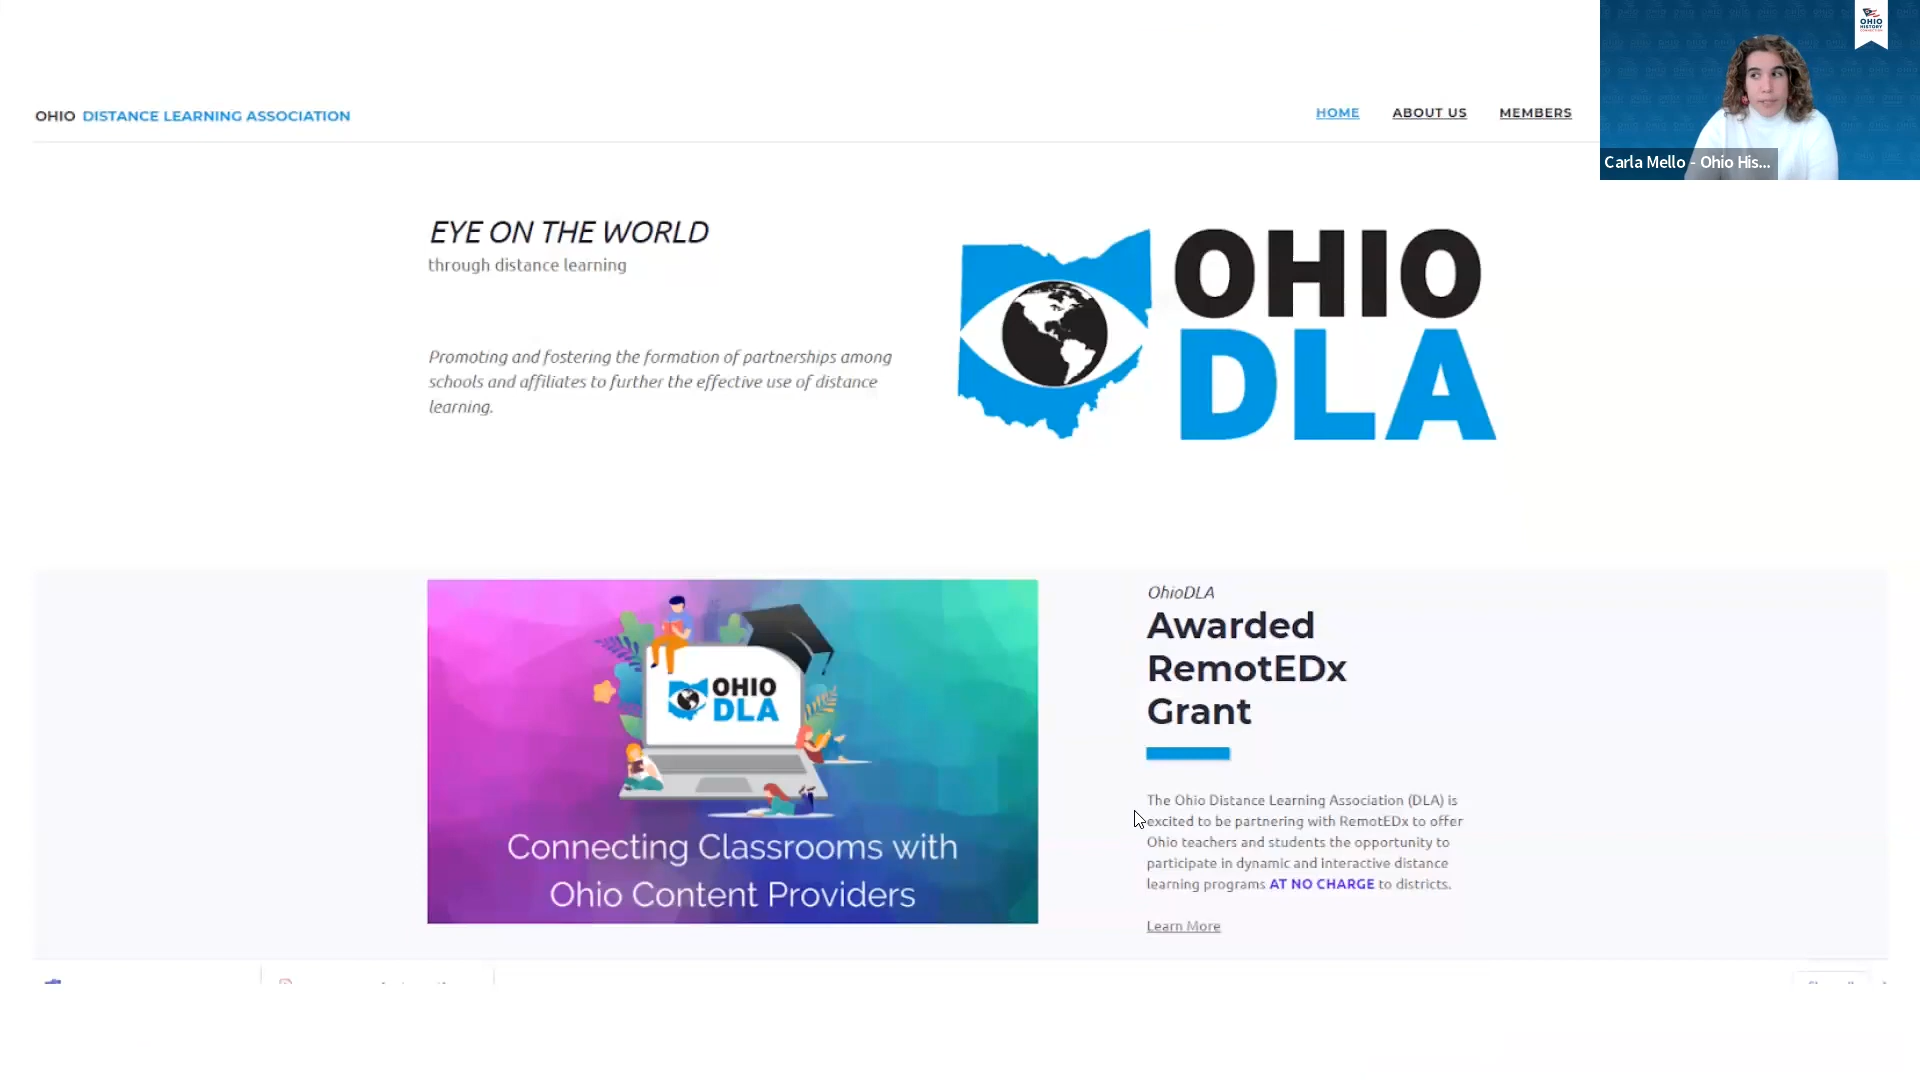 OHIO DISTANCE LEARNING ASSOCIATION
HOME ABOUT US MEMBERS
OHIO
HISTORY
CONNECTION
Carla Mello - Ohio His...
EYE ON THE WORLD
through distance learning
Promoting and fostering the formation of partnerships among
schools and affiliates to further the effective use of distance
learning.
OHIO
DLA
OHIO
DLA
Connecting Classrooms with
Ohio Content Providers
OhioDLA
Awarded
RemotEDx
Grant
The Ohio Distance Learning Association (DLA) is
excited to be partnering with RemotEDx to offer
Ohio teachers and students the opportunity to
participate in dynamic and interactive distance
learning programs AT NO CHARGE to districts.
Learn More